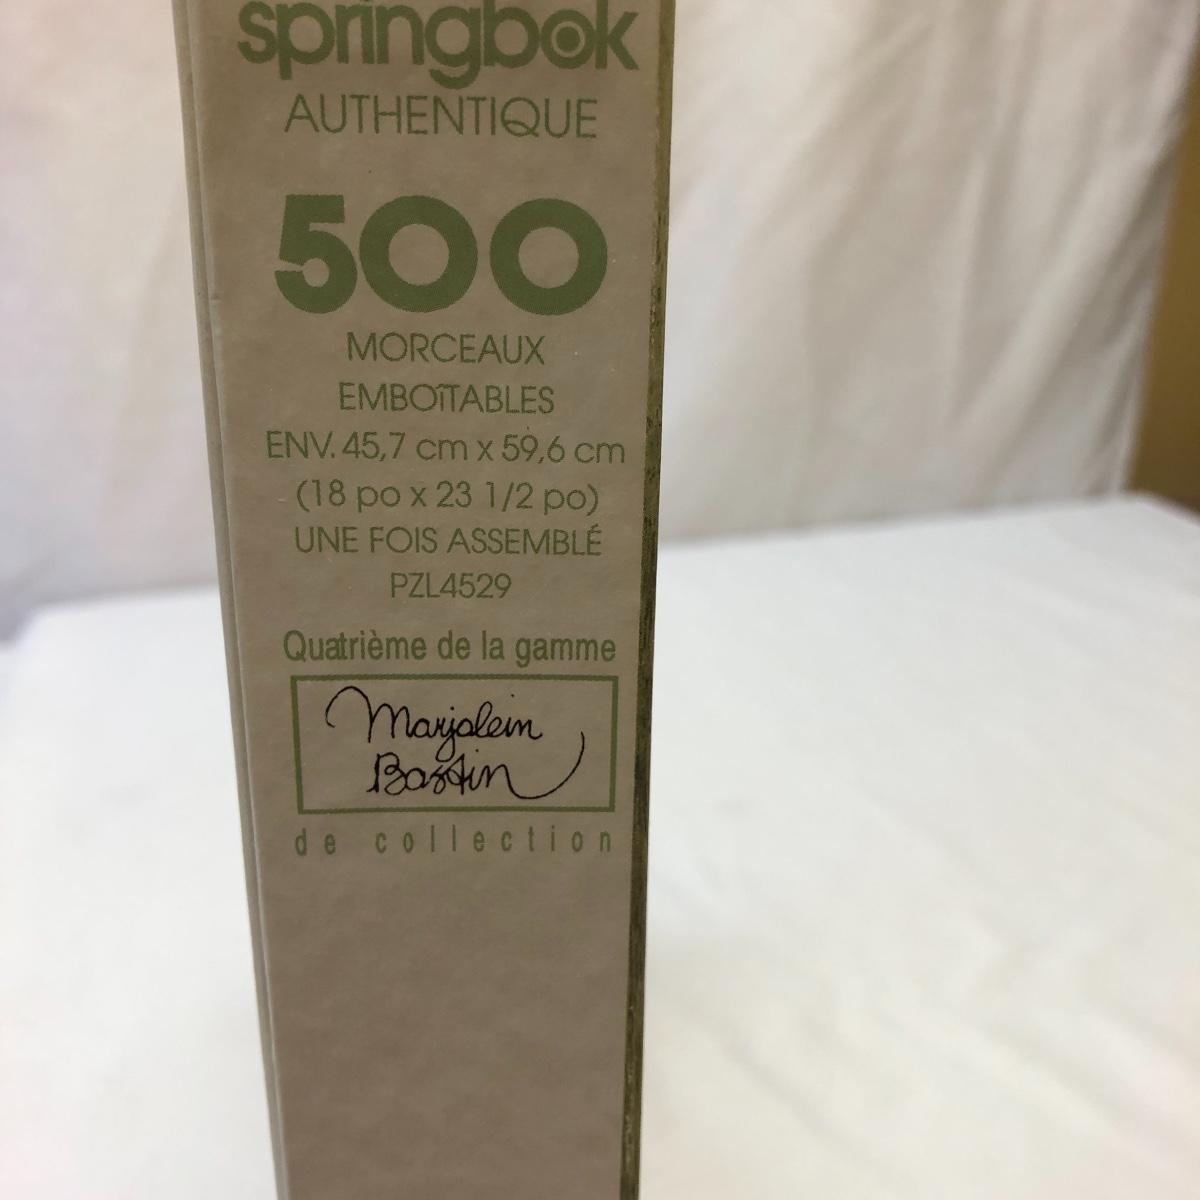 springbok
AUTHENTIQUE
500
MORCEAUX
EMBOÎTABLES
ENV. 45,7 cm x 59,6 cm
(18 po x 23 1/2 po)
UNE FOIS ASSEMBLÉ
PZL4529
Quatrième de la gamme
Marjolein
Bastin
de collection